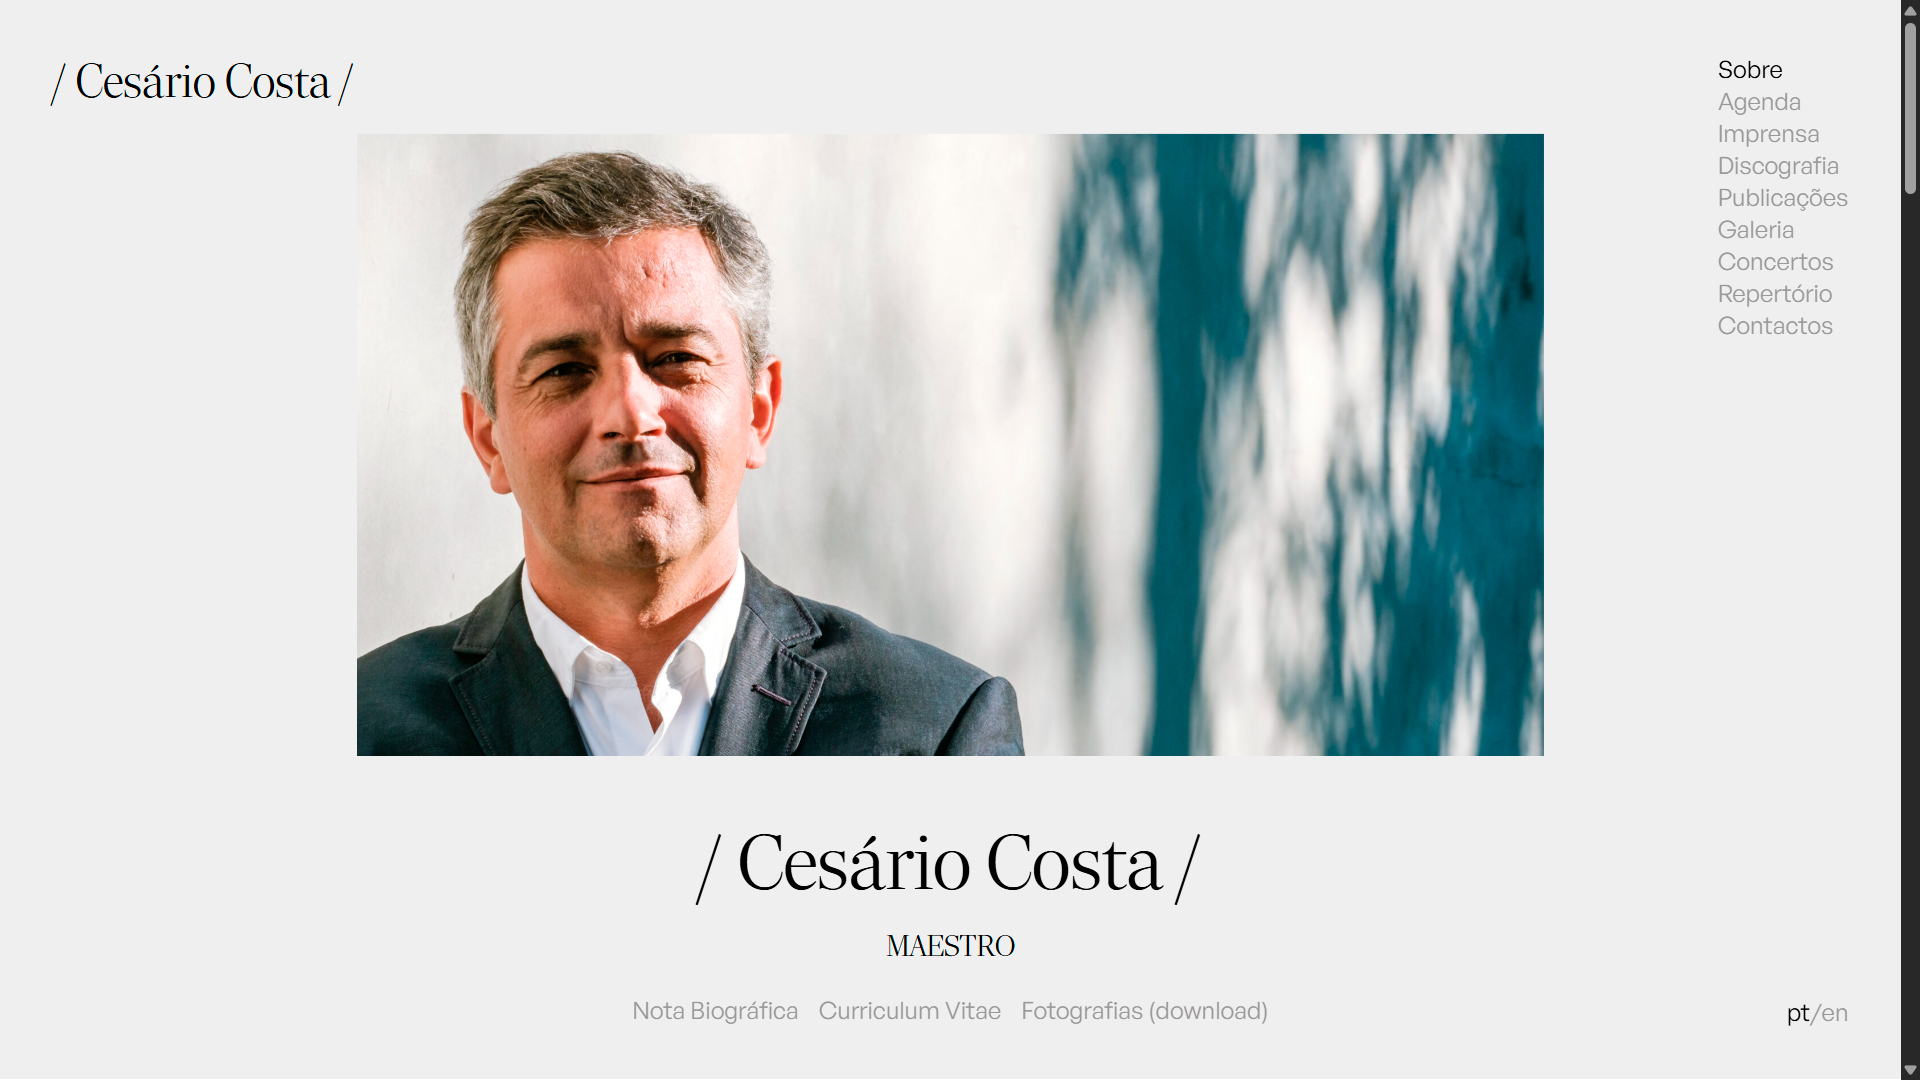 / Cesário Costa /
Sobre
Agenda
Imprensa
Discografia
Publicações
Galeria
Concertos
Repertório
Contactos
/ Cesário Costa /
MAESTRO
Nota Biográfica Curriculum Vitae Fotografias (download)
pt/en